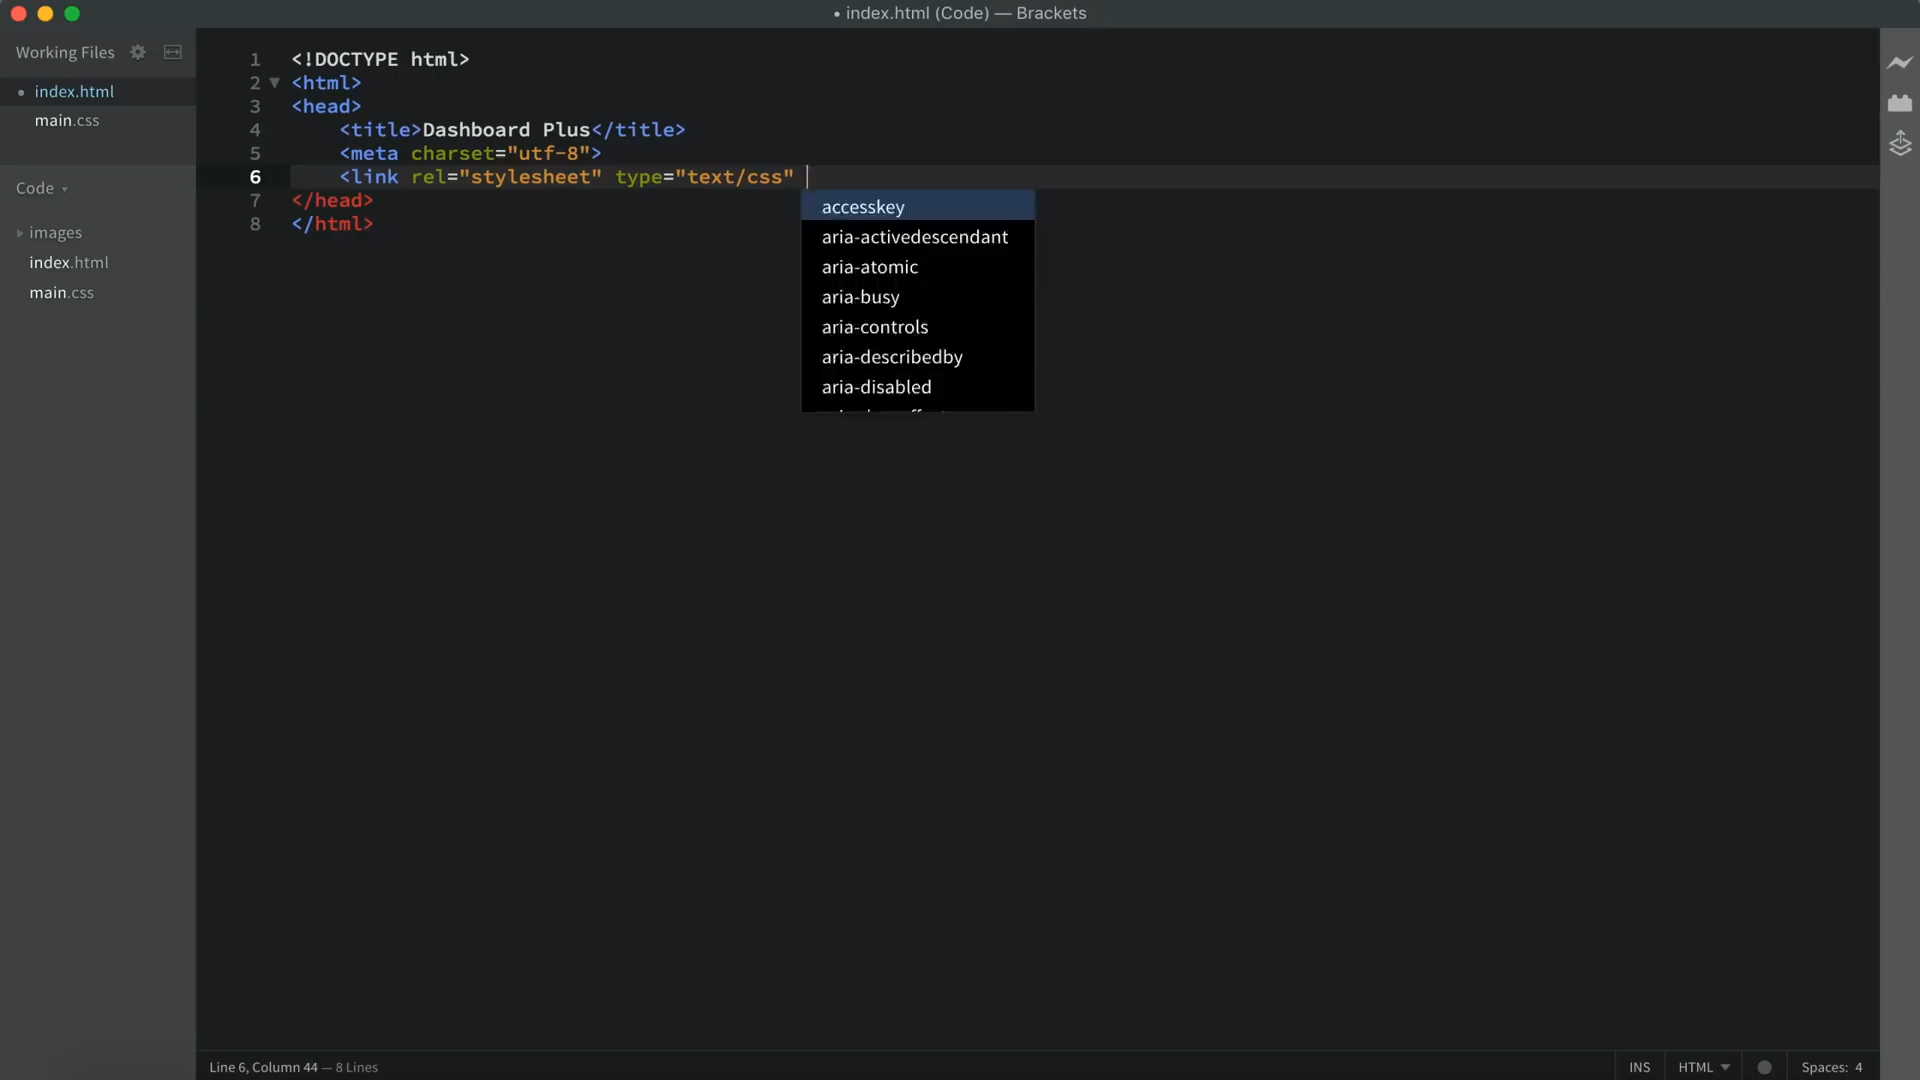 • index.html (Code) — Brackets
Working Files
• index.html
main.css
Code
images
index.html
main.css
1 <!DOCTYPE html>
2 <html>
3 <head>
4 <title>Dashboard Plus</title>
5 <meta charset="utf-8">
6 <link rel="stylesheet" type="text/css"
7 </head>
8 </html>
accesskey
aria-activedescendant
aria-atomic
aria-busy
aria-controls
aria-describedby
aria-disabled
Line 6, Column 44 — 8 Lines
INS HTML Spaces: 4